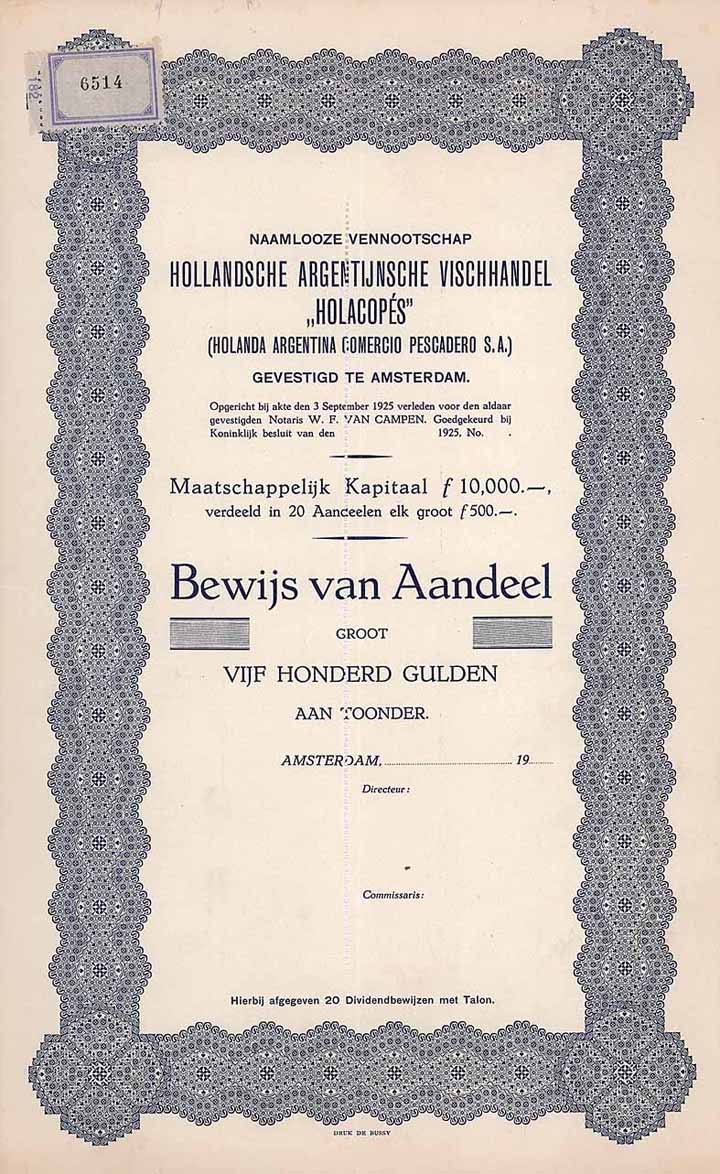 6514
NAAMLOOZE VENNOOTSCHAP
HOLLANDSCHE ARGENTIJNSCHE VISCHHANDEL
„HOLACOPÉS”
(HOLANDA ARGENTINA COMERCIO PESCADERO S.A.)
GEVESTIGD TE AMSTERDAM.
Opgericht bij akte den 3 September 1925 verleden voor den aldaar
gevestigden Notaris W. F. VAN CAMPEN. Goedgekeurd bij
Koninklijk besluit van den 1925, No. .
Maatschappelijk Kapitaal ƒ 10,000.—,
verdeeld in 20 Aandeelen elk groot ƒ 500.—.
Bewijs van Aandeel
GROOT
VIJF HONDERD GULDEN
AAN TOONDER.
AMSTERDAM, 19
Directeur:
Commissaris:
Hierbij afgegeven 20 Dividendbewijzen met Talon.
DRUK DE BUSSY